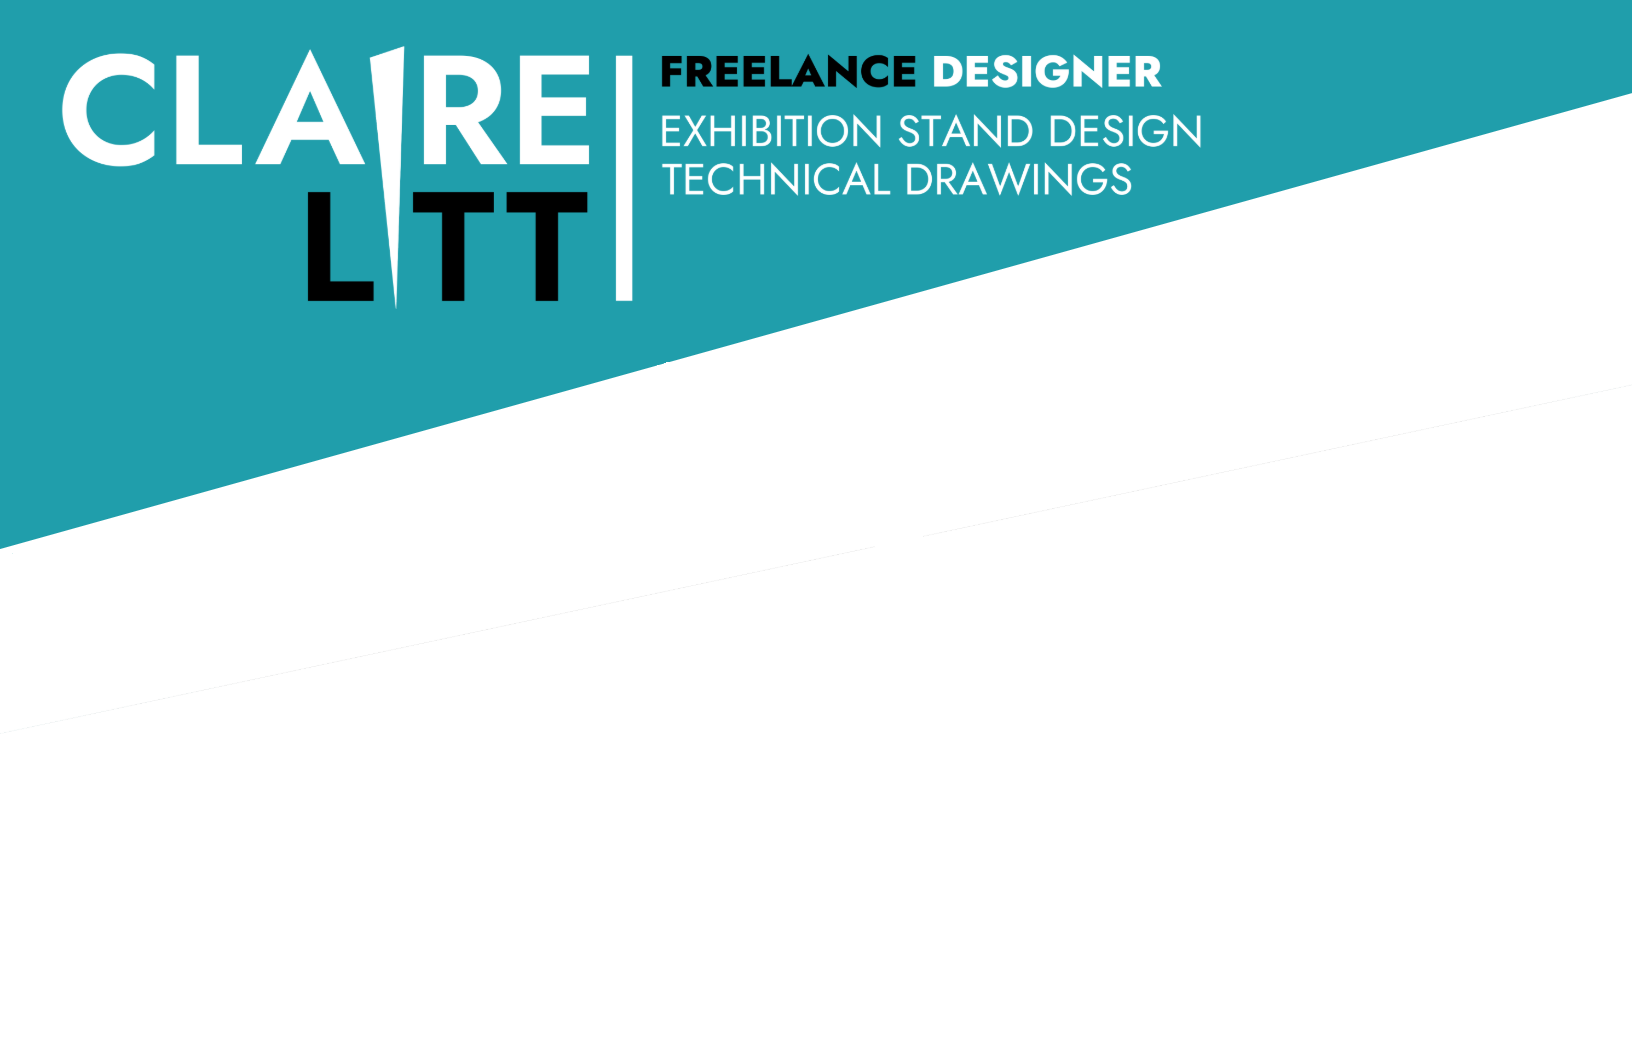 CLAIRE
LITT
FREELANCE DESIGNER
EXHIBITION STAND DESIGN
TECHNICAL DRAWINGS